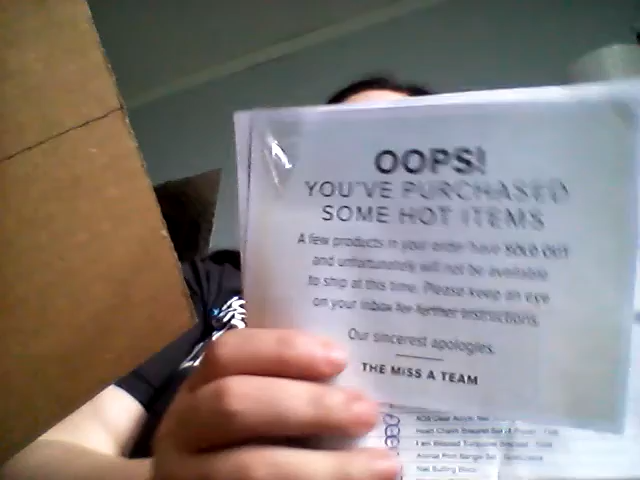 OOPS!
YOU'VE PURCHASED
SOME HOT ITEMS
A few products in your order have SOLD OUT
and unfortunately will not be available
to ship at this time. Please keep an eye
on your inbox for further instructions.
Our sincerest apologies,
THE MISS A TEAM